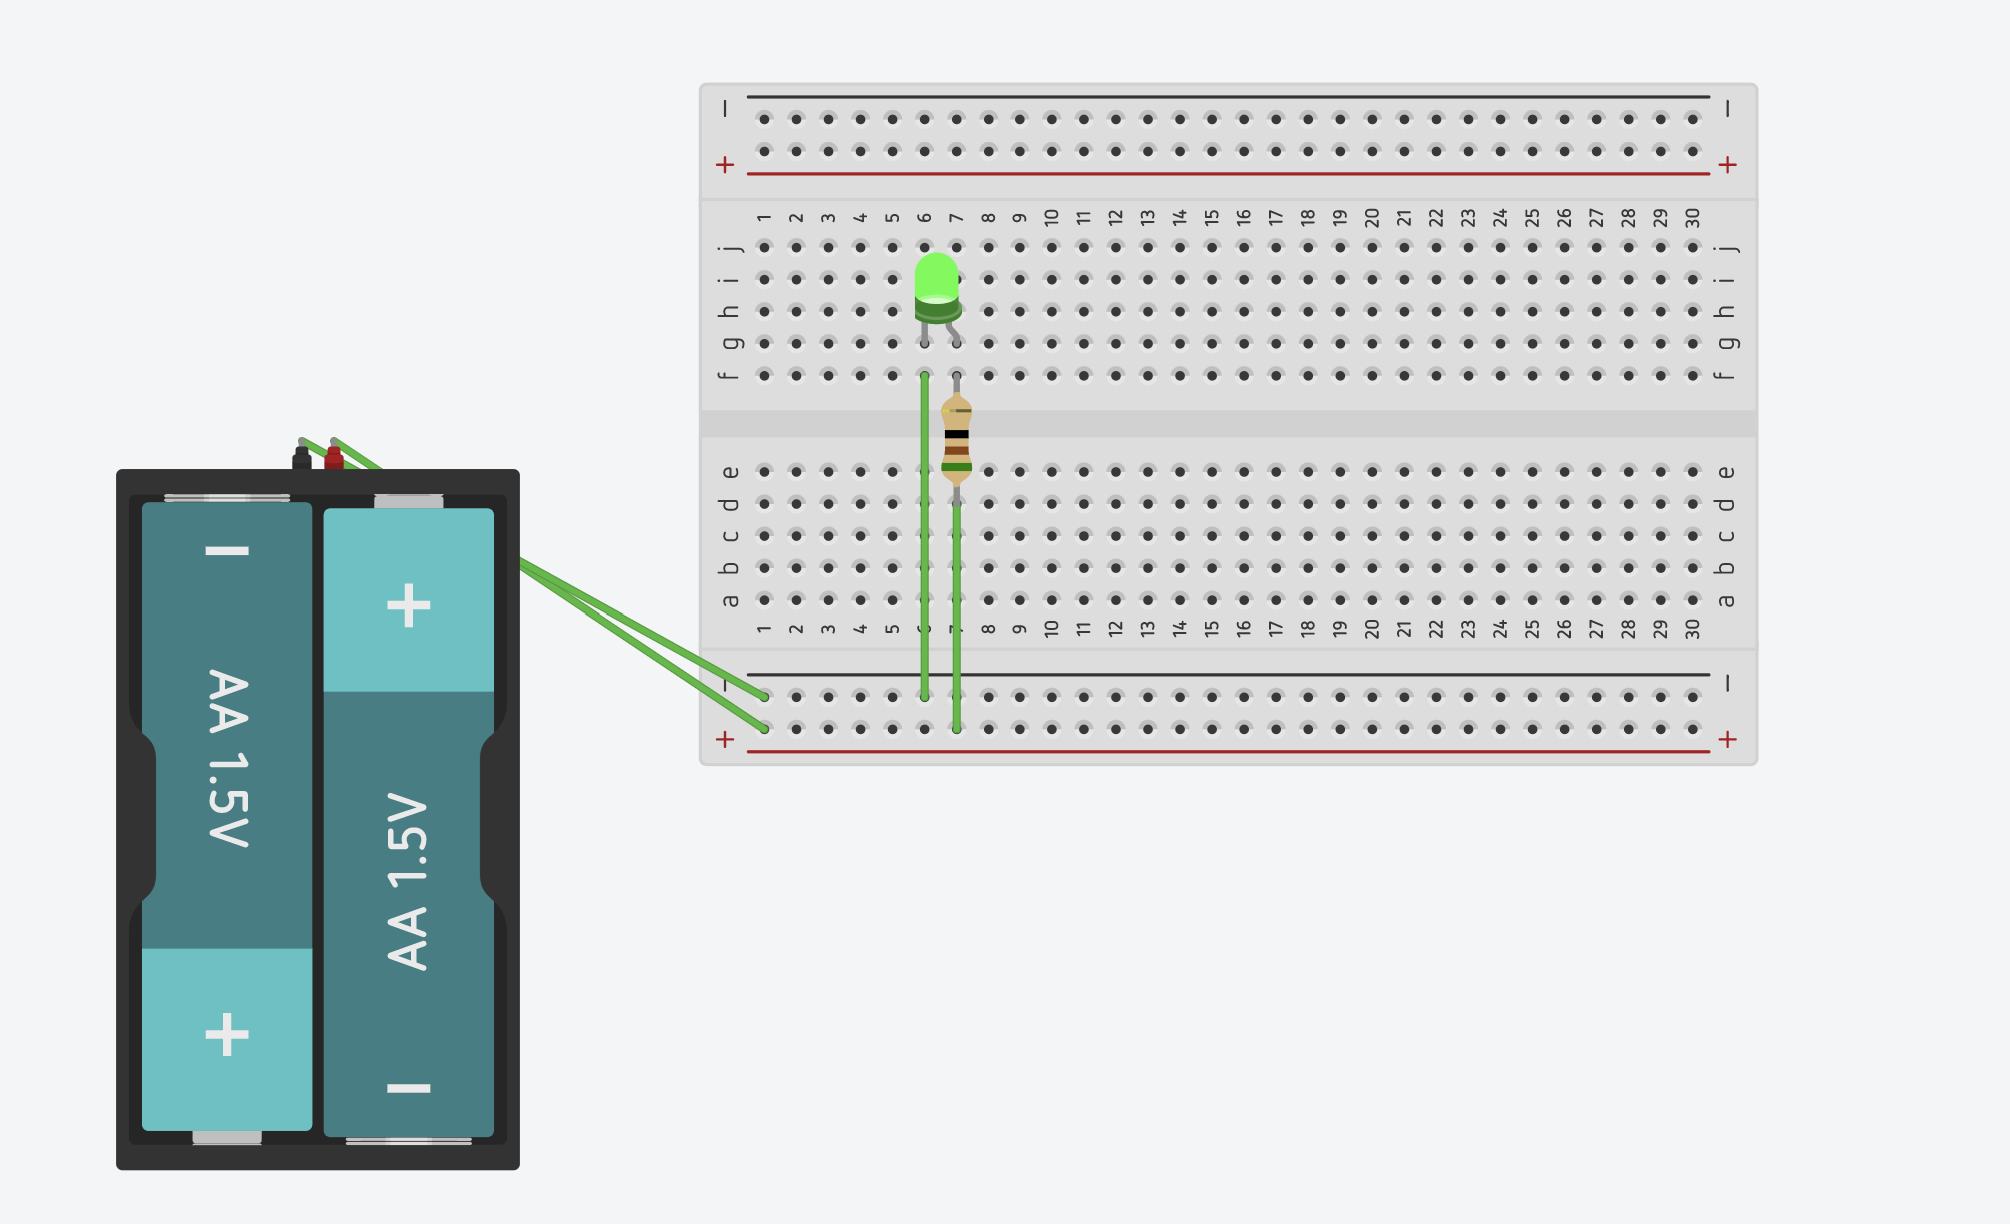 − −
+ +
1 2 3 4 5 6 7 8 9 10 11 12 13 14 15 16 17 18 19 20 21 22 23 24 25 26 27 28 29 30
j j
i i
h h
g g
f f
e e
d d
c c
b b
a a
1 2 3 4 5 6 7 8 9 10 11 12 13 14 15 16 17 18 19 20 21 22 23 24 25 26 27 28 29 30
− −
+ +
− AA 1.5V +
− AA 1.5V +